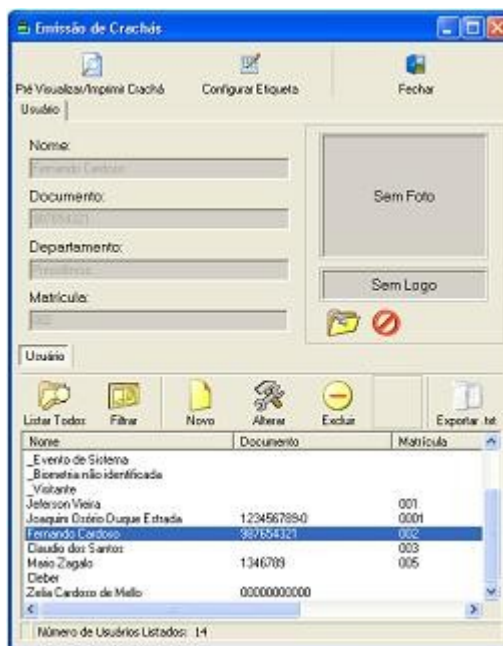 Emissão de Crachás
Pré Visualizar/Imprimir Crachá Configurar Etiqueta Fechar
Usuário
Nome:
Fernando Cardoso
Sem Foto
Documento:
987654321
Departamento:
Presidência
Sem Logo
Matrícula:
002
Usuário
Listar Todos Filtrar Novo Alterar Excluir Exportar .txt
Nome Documento Matrícula
_Evento de Sistema
_Biometria não identificada
_Visitante
Jeferson Vieira 001
Joaquim Osório Duque Estrada 1234567890 0001
Fernando Cardoso 987654321 002
Claudio dos Santos 003
Mario Zagalo 1346789 005
Cleber
Zelia Cardoso de Mello 00000000000
Número de Usuários Listados: 14